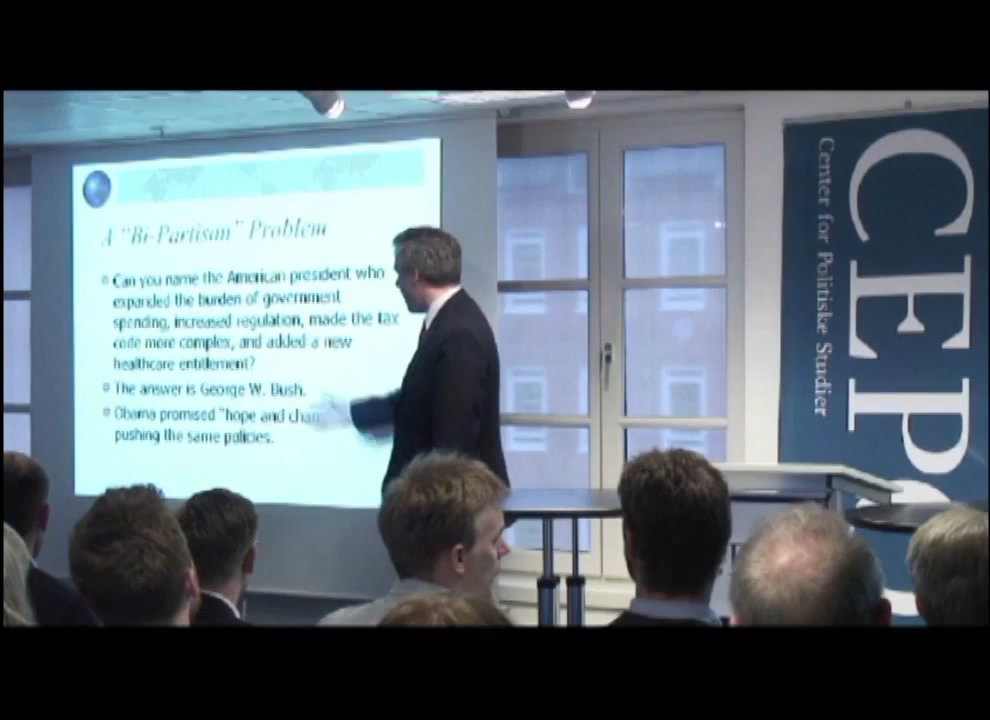 A "Bi-Partisan" Problem
Can you name the American president who
expanded the burden of government
spending, increased regulation, made the tax
code more complex, and added a new
healthcare entitlement?
The answer is George W. Bush.
Obama promised "hope and chan
pushing the same policies.
CEPO
Center for Politiske Studier